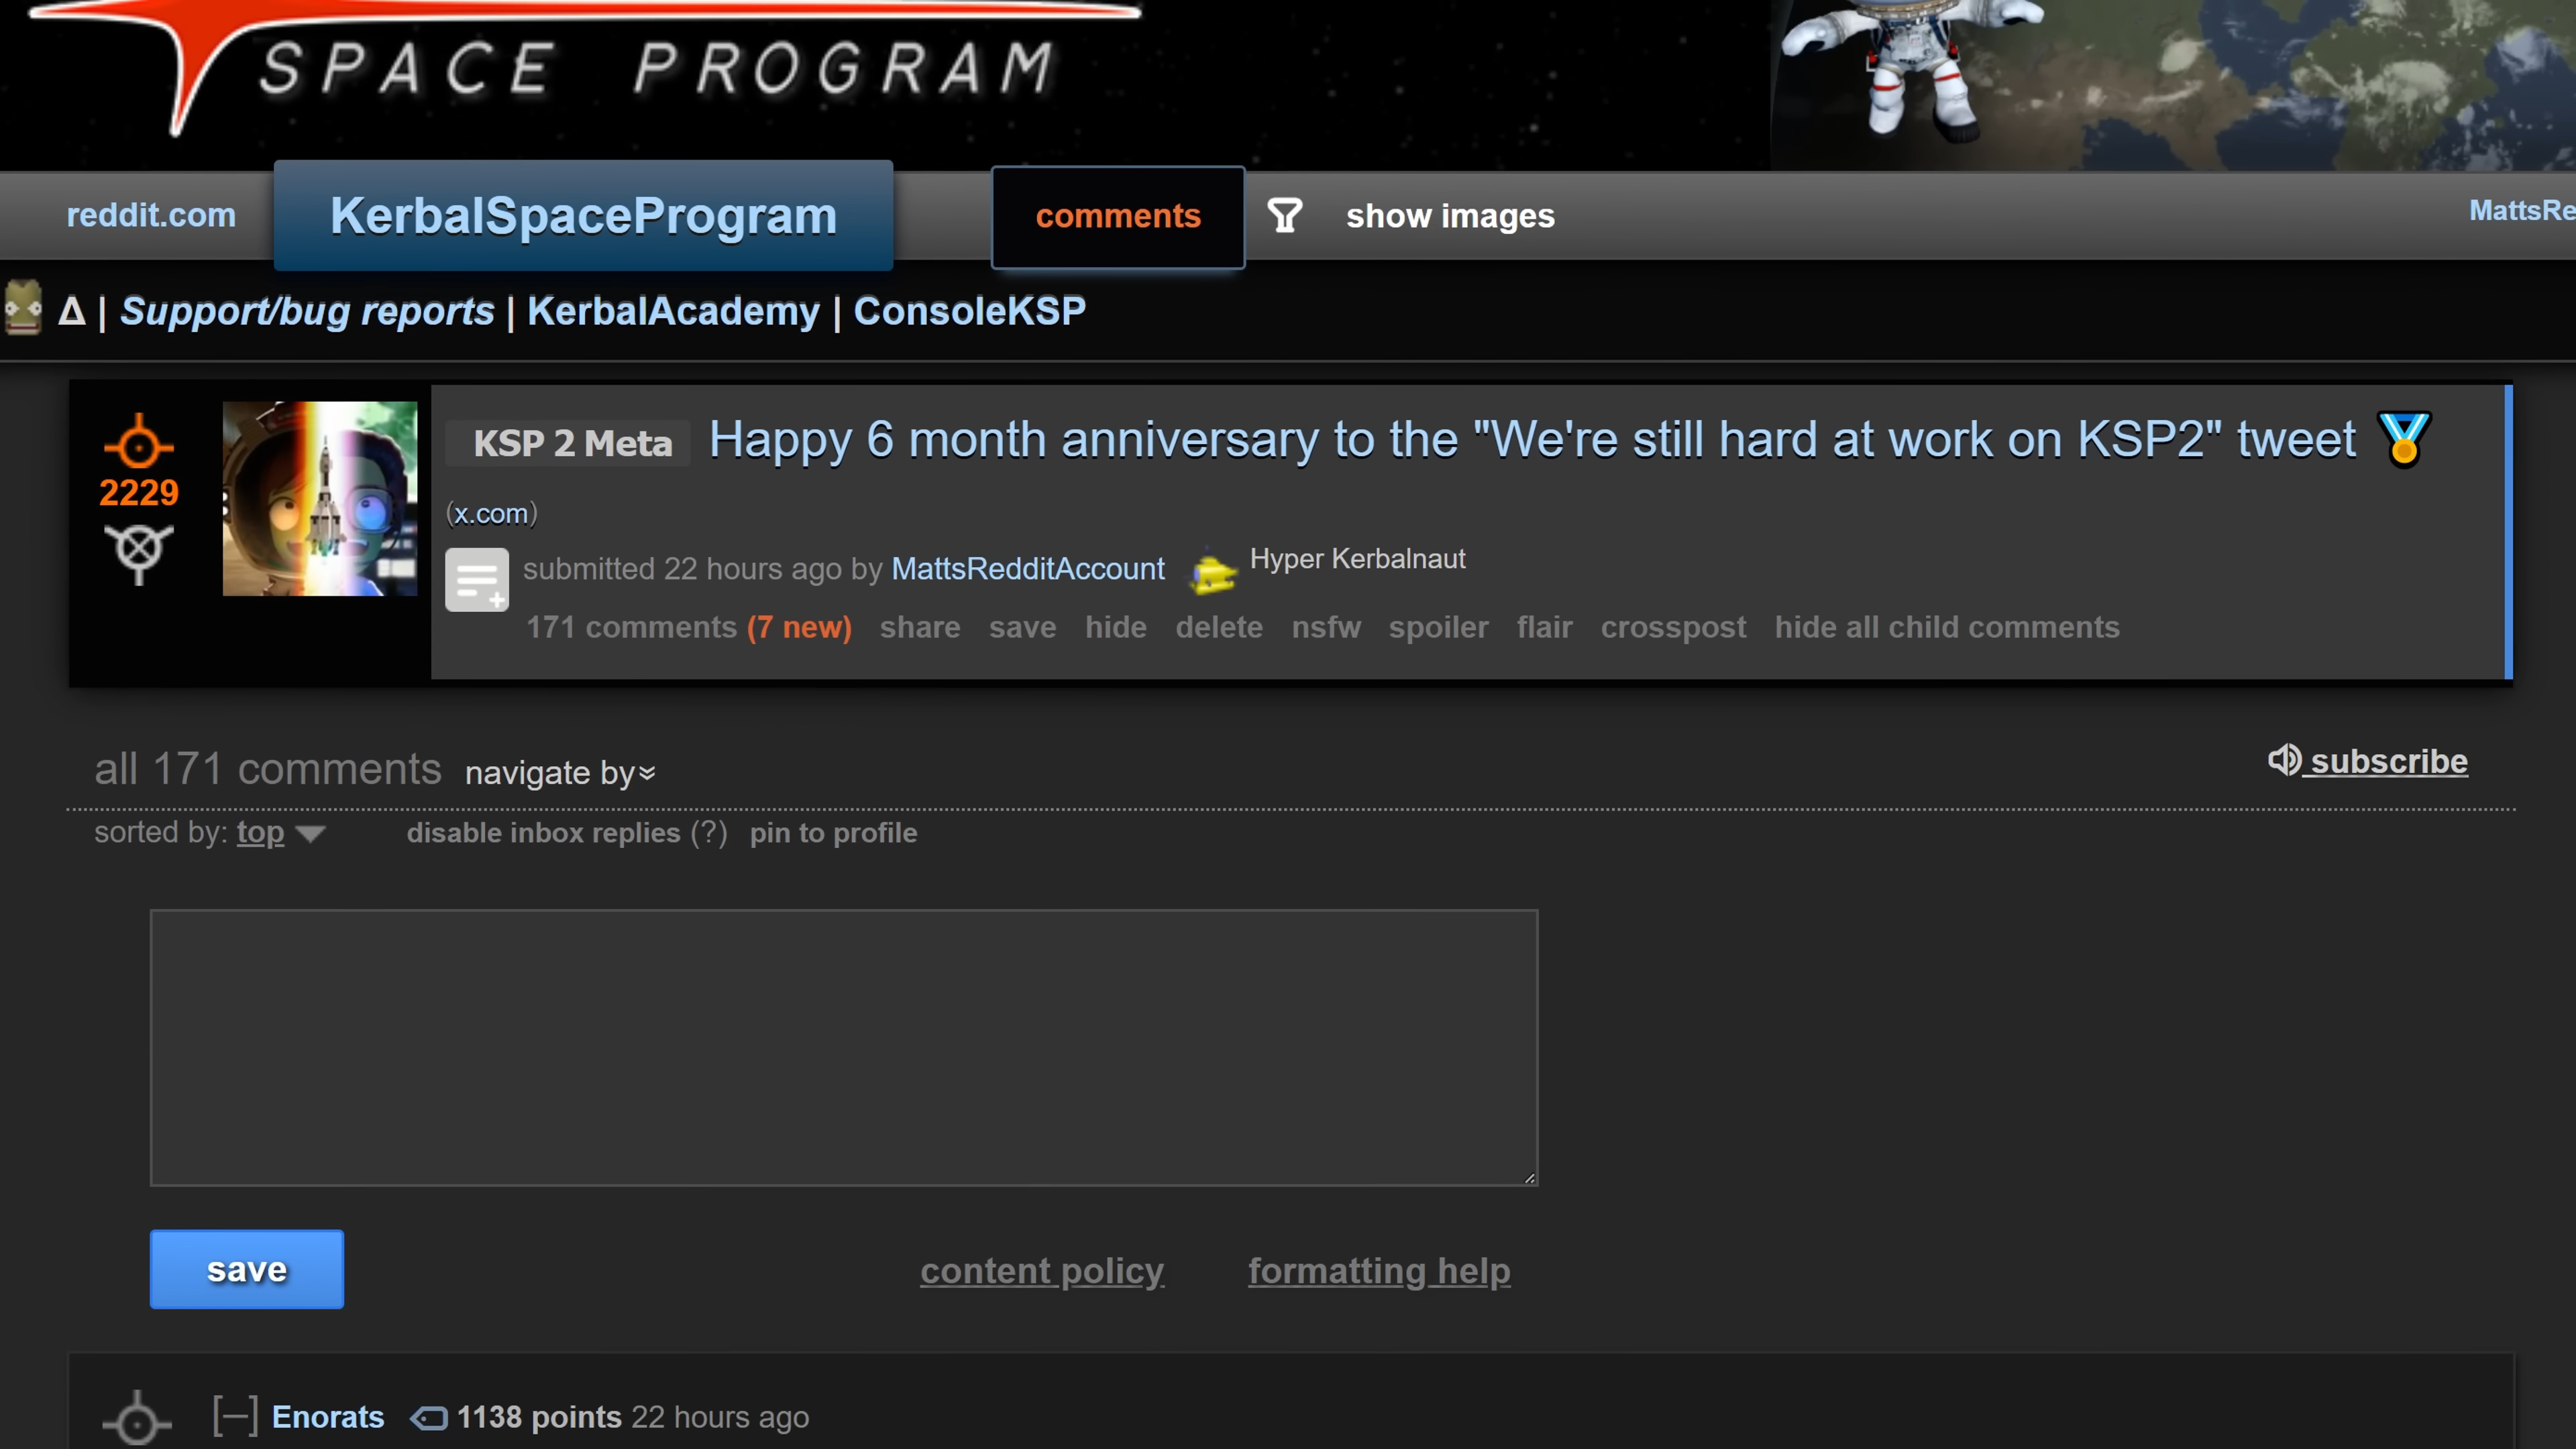 SPACE PROGRAM
reddit.com KerbalSpaceProgram comments show images MattsRe
Δ | Support/bug reports | KerbalAcademy | ConsoleKSP
KSP 2 Meta Happy 6 month anniversary to the "We're still hard at work on KSP2" tweet 🏅
2229
(x.com)
submitted 22 hours ago by MattsRedditAccount Hyper Kerbalnaut
171 comments (7 new) share save hide delete nsfw spoiler flair crosspost hide all child comments
all 171 comments navigate by subscribe
sorted by: top disable inbox replies (?) pin to profile
save content policy formatting help
[–] Enorats 1138 points 22 hours ago